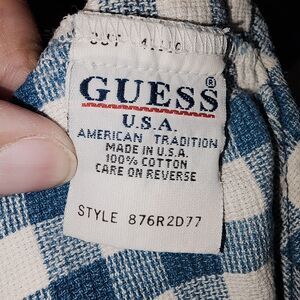 GUESS®
U.S.A.
AMERICAN TRADITION
MADE IN U.S.A.
100% COTTON
CARE ON REVERSE
STYLE 876R2D77